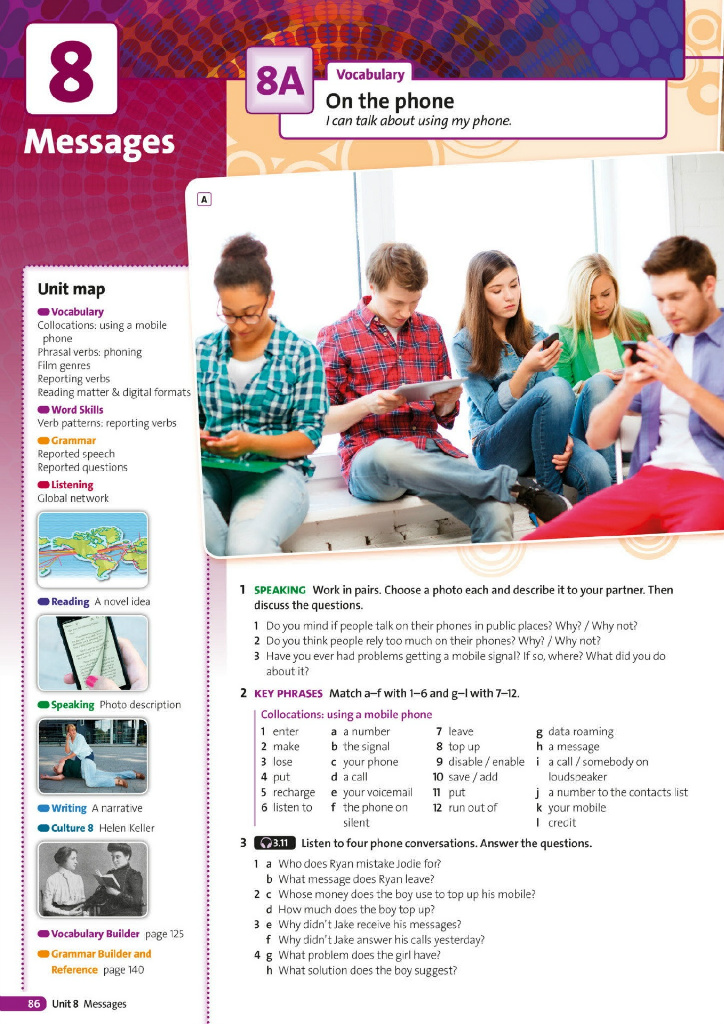 8
Messages
8A
Vocabulary
On the phone
I can talk about using my phone.
A
Unit map
Vocabulary
Collocations: using a mobile
phone
Phrasal verbs: phoning
Film genres
Reporting verbs
Reading matter & digital formats
Word Skills
Verb patterns: reporting verbs
Grammar
Reported speech
Reported questions
Listening
Global network
Reading A novel idea
Speaking Photo description
Writing A narrative
Culture 8 Helen Keller
Vocabulary Builder page 125
Grammar Builder and
Reference page 140
1 SPEAKING Work in pairs. Choose a photo each and describe it to your partner. Then
discuss the questions.
1 Do you mind if people talk on their phones in public places? Why? / Why not?
2 Do you think people rely too much on their phones? Why? / Why not?
3 Have you ever had problems getting a mobile signal? If so, where? What did you do
about it?
2 KEY PHRASES Match a–f with 1–6 and g–l with 7–12.
Collocations: using a mobile phone
1 enter a a number 7 leave g data roaming
2 make b the signal 8 top up h a message
3 lose c your phone 9 disable / enable i a call / somebody on
4 put d a call 10 save / add loudspeaker
5 recharge e your voicemail 11 put j a number to the contacts list
6 listen to f the phone on 12 run out of k your mobile
silent l credit
3 3.11 Listen to four phone conversations. Answer the questions.
1 a Who does Ryan mistake Jodie for?
b What message does Ryan leave?
2 c Whose money does the boy use to top up his mobile?
d How much does the boy top up?
3 e Why didn't Jake receive his messages?
f Why didn't Jake answer his calls yesterday?
4 g What problem does the girl have?
h What solution does the boy suggest?
86 Unit 8 Messages